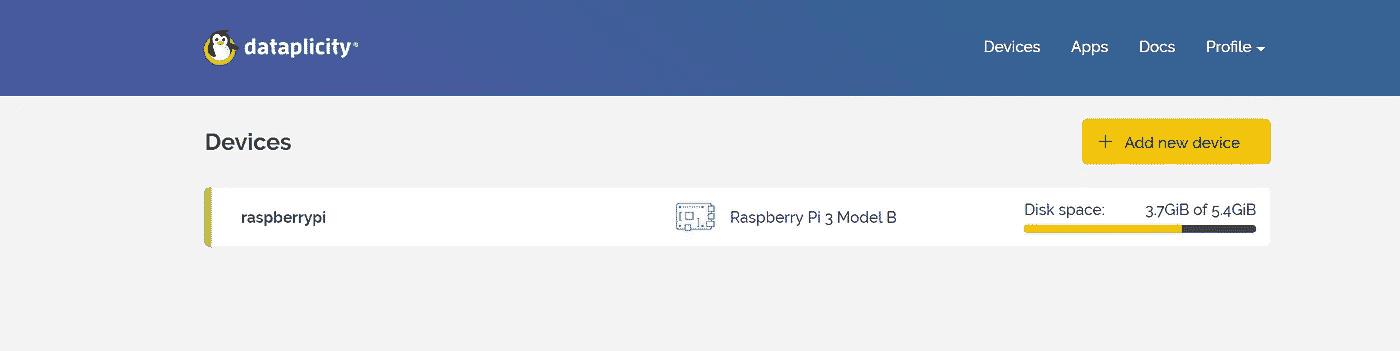 dataplicity®
Devices Apps Docs Profile
Devices
+ Add new device
raspberrypi
Raspberry Pi 3 Model B
Disk space: 3.7GiB of 5.4GiB